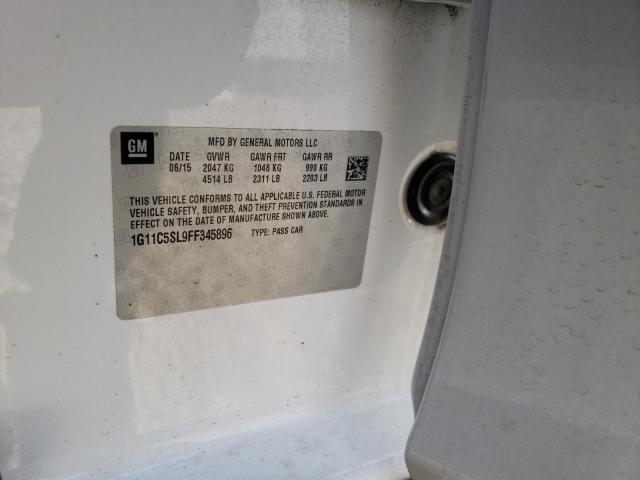 GM
MFD BY GENERAL MOTORS LLC
DATE GVWR GAWR FRT GAWR RR
06/15 2047 KG 1048 KG 999 KG
4514 LB 2311 LB 2203 LB
THIS VEHICLE CONFORMS TO ALL APPLICABLE U.S. FEDERAL MOTOR
VEHICLE SAFETY, BUMPER, AND THEFT PREVENTION STANDARDS IN
EFFECT ON THE DATE OF MANUFACTURE SHOWN ABOVE.
1G11C5SL9FF345896 TYPE: PASS CAR